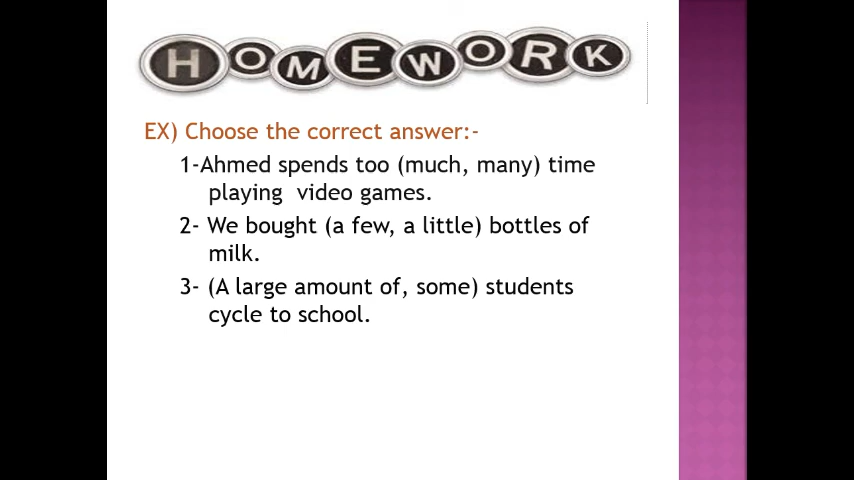 HOMEWORK
EX) Choose the correct answer:-
1-Ahmed spends too (much, many) time
playing  video games.
2- We bought (a few, a little) bottles of
milk.
3- (A large amount of, some) students
cycle to school.